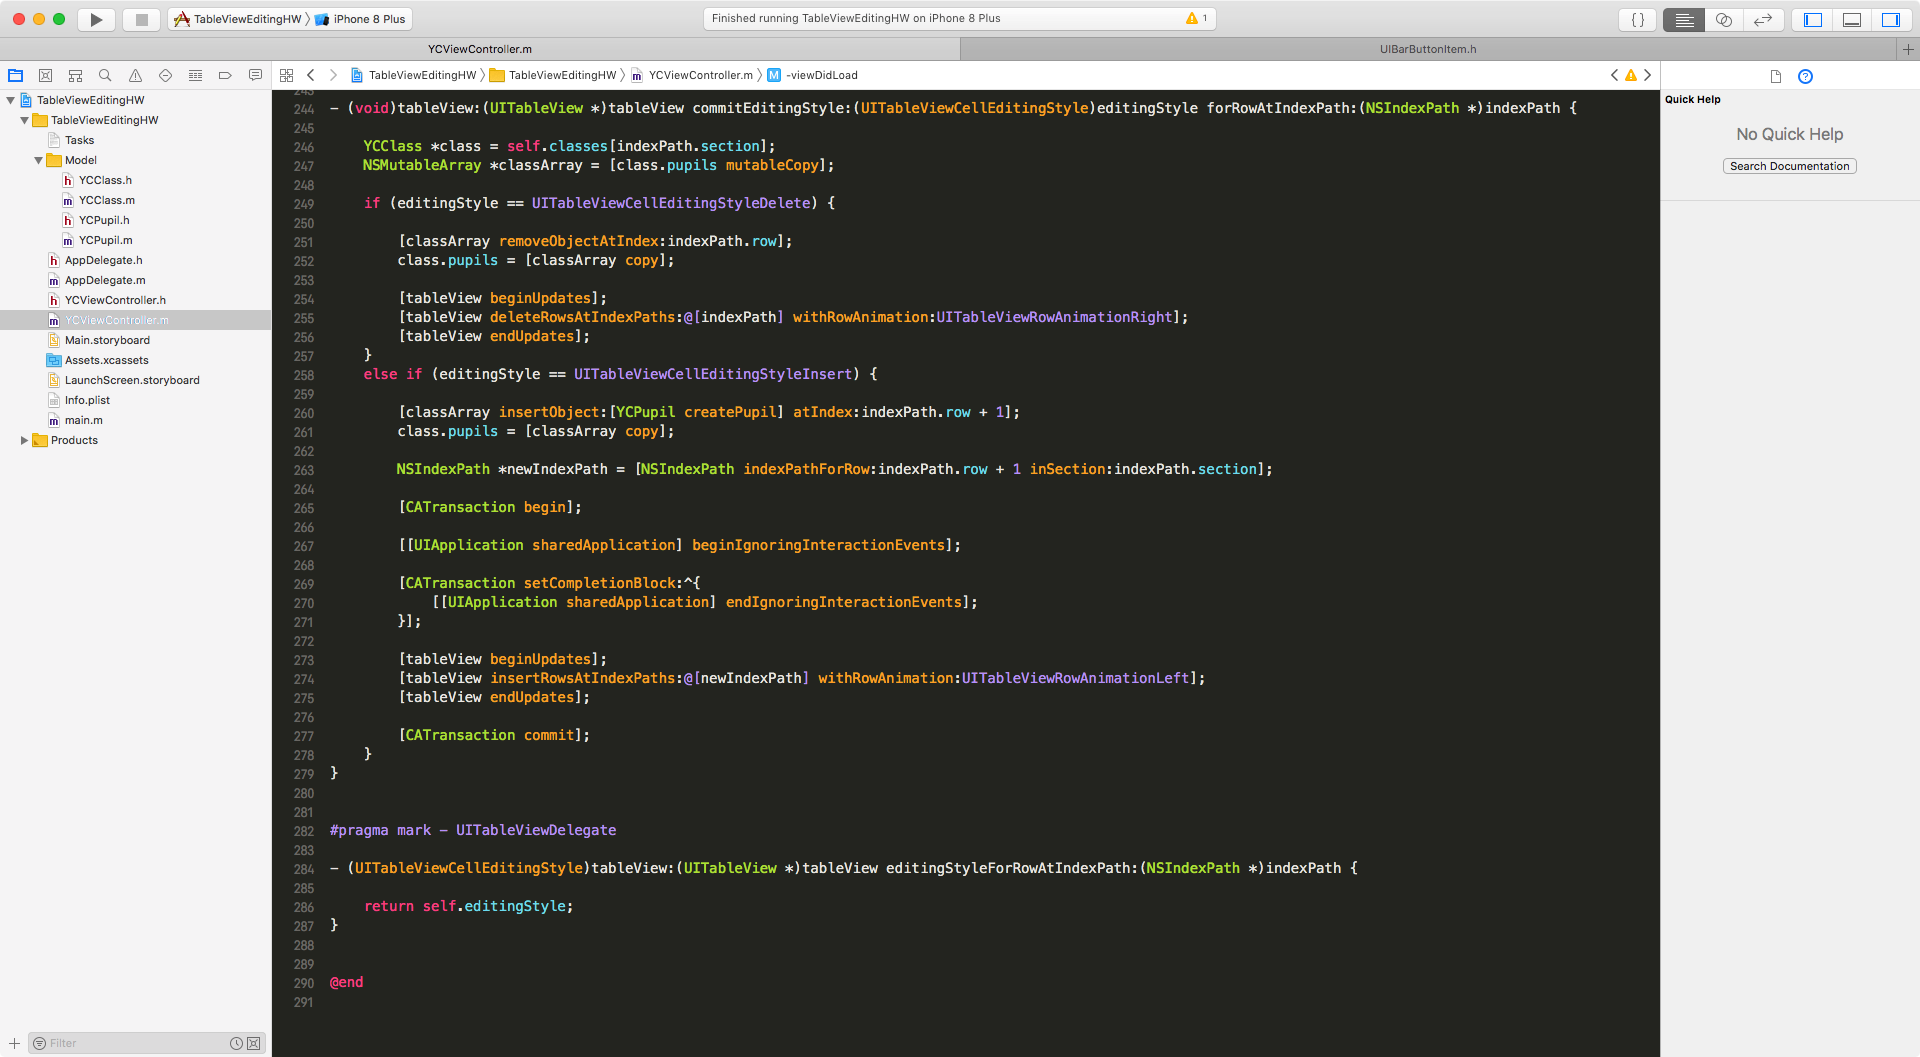 TableViewEditingHW iPhone 8 Plus
Finished running TableViewEditingHW on iPhone 8 Plus
1
{ }
YCViewController.m
UIBarButtonItem.h
TableViewEditingHW
TableViewEditingHW
Tasks
Model
YCClass.h
YCClass.m
YCPupil.h
YCPupil.m
AppDelegate.h
AppDelegate.m
YCViewController.h
YCViewController.m
Main.storyboard
Assets.xcassets
LaunchScreen.storyboard
Info.plist
main.m
Products
Filter
TableViewEditingHW TableViewEditingHW YCViewController.m M -viewDidLoad
243
244 - (void)tableView:(UITableView *)tableView commitEditingStyle:(UITableViewCellEditingStyle)editingStyle forRowAtIndexPath:(NSIndexPath *)indexPath {
245
246 YCClass *class = self.classes[indexPath.section];
247 NSMutableArray *classArray = [class.pupils mutableCopy];
248
249 if (editingStyle == UITableViewCellEditingStyleDelete) {
250
251 [classArray removeObjectAtIndex:indexPath.row];
252 class.pupils = [classArray copy];
253
254 [tableView beginUpdates];
255 [tableView deleteRowsAtIndexPaths:@[indexPath] withRowAnimation:UITableViewRowAnimationRight];
256 [tableView endUpdates];
257 }
258 else if (editingStyle == UITableViewCellEditingStyleInsert) {
259
260 [classArray insertObject:[YCPupil createPupil] atIndex:indexPath.row + 1];
261 class.pupils = [classArray copy];
262
263 NSIndexPath *newIndexPath = [NSIndexPath indexPathForRow:indexPath.row + 1 inSection:indexPath.section];
264
265 [CATransaction begin];
266
267 [[UIApplication sharedApplication] beginIgnoringInteractionEvents];
268
269 [CATransaction setCompletionBlock:^{
270 [[UIApplication sharedApplication] endIgnoringInteractionEvents];
271 }];
272
273 [tableView beginUpdates];
274 [tableView insertRowsAtIndexPaths:@[newIndexPath] withRowAnimation:UITableViewRowAnimationLeft];
275 [tableView endUpdates];
276
277 [CATransaction commit];
278 }
279 }
280
281
282 #pragma mark - UITableViewDelegate
283
284 - (UITableViewCellEditingStyle)tableView:(UITableView *)tableView editingStyleForRowAtIndexPath:(NSIndexPath *)indexPath {
285
286 return self.editingStyle;
287 }
288
289
290 @end
291
Quick Help
No Quick Help
Search Documentation